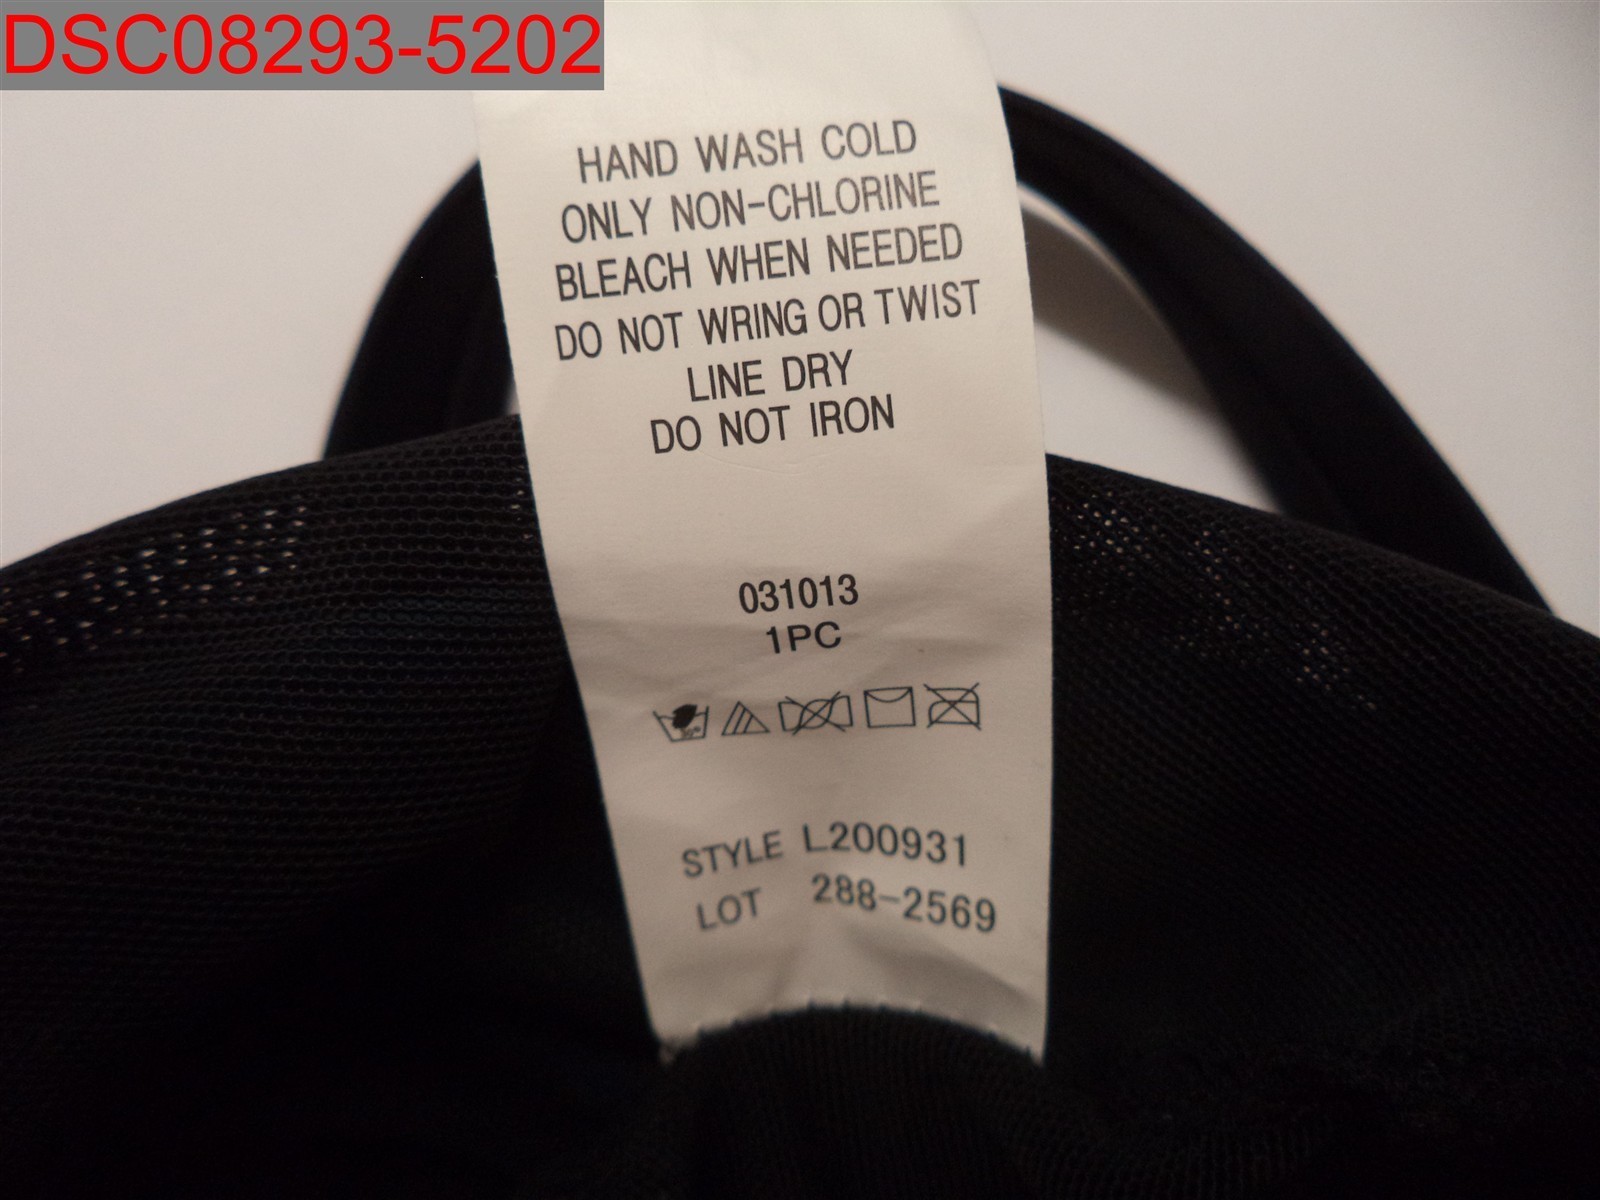 DSC08293-5202
HAND WASH COLD
ONLY NON-CHLORINE
BLEACH WHEN NEEDED
DO NOT WRING OR TWIST
LINE DRY
DO NOT IRON
031013
1PC
STYLE L200931
LOT 288-2569